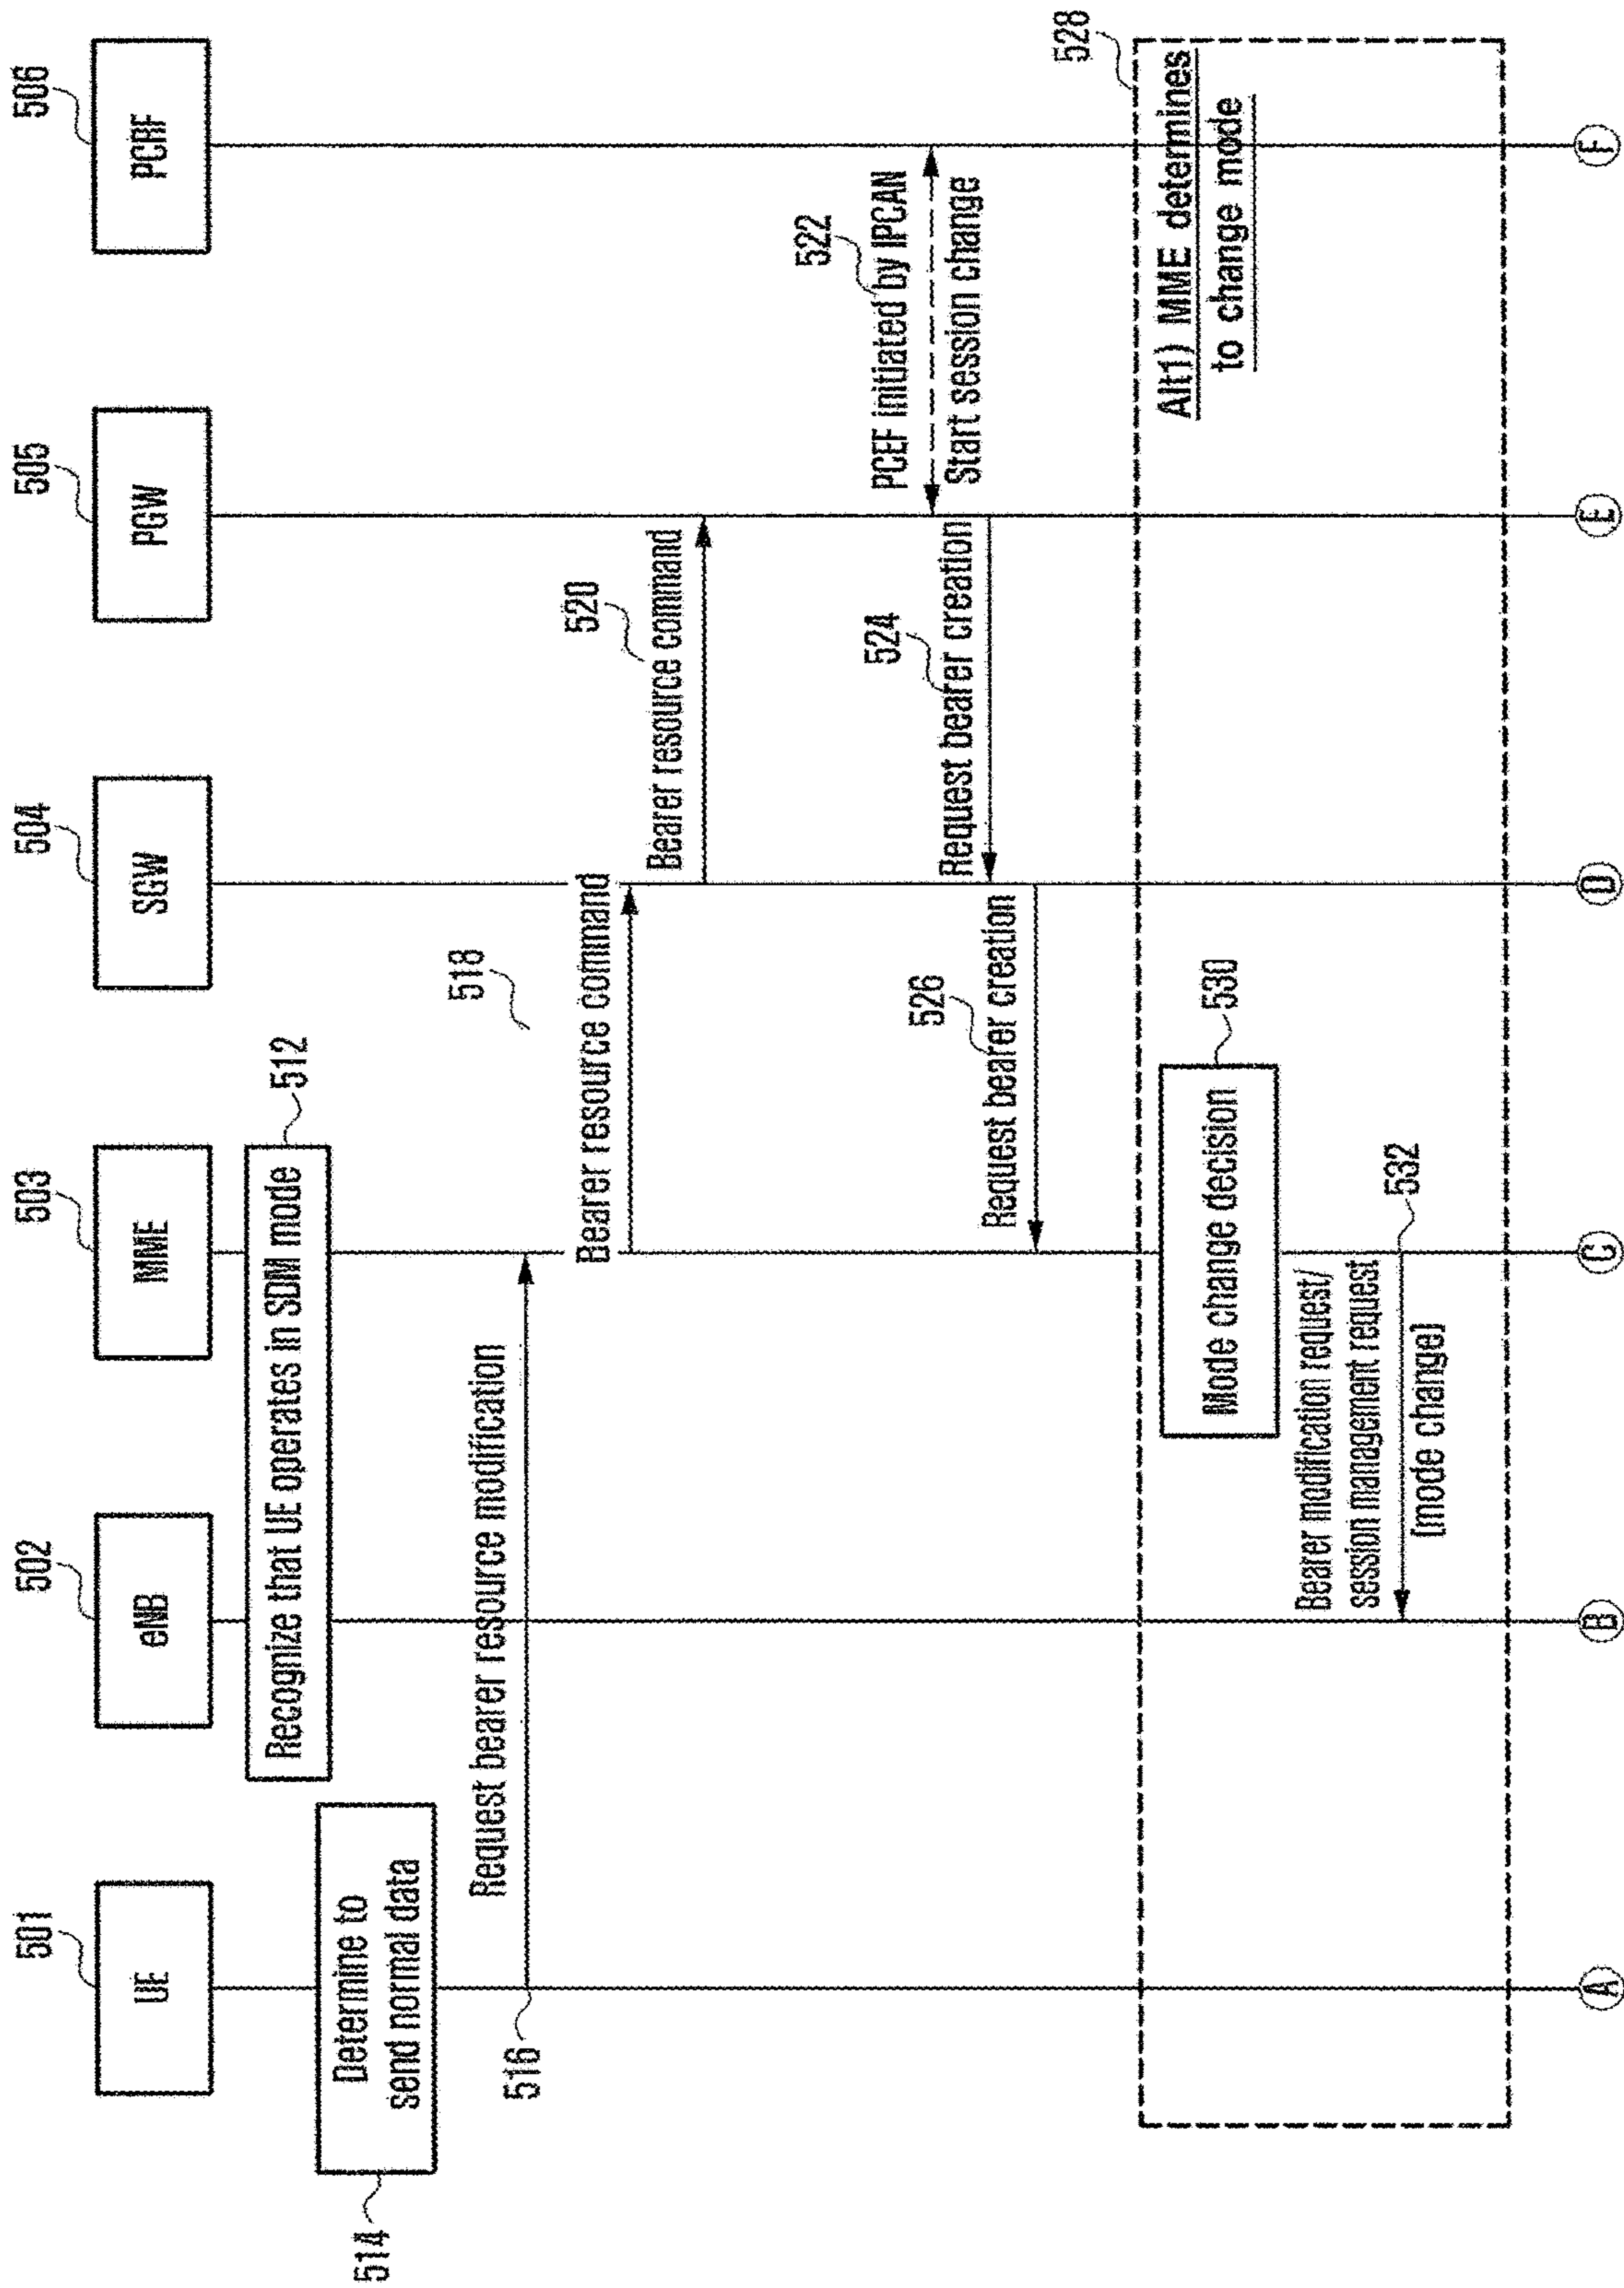 501
502
503
504
505
506
UE
eNB
MME
SGW
PGW
PCRF
512
Recognize that UE operates in SDM mode
514
Determine to
send normal data
516
Request bearer resource modification
518
Bearer resource command
520
Bearer resource command
522
PCEF initiated by IPCAN
Start session change
524
Request bearer creation
526
Request bearer creation
528
Alt1) MME determines
to change mode
530
Mode change decision
532
Bearer modification request/
session management request
(mode change)
A
B
C
D
E
F